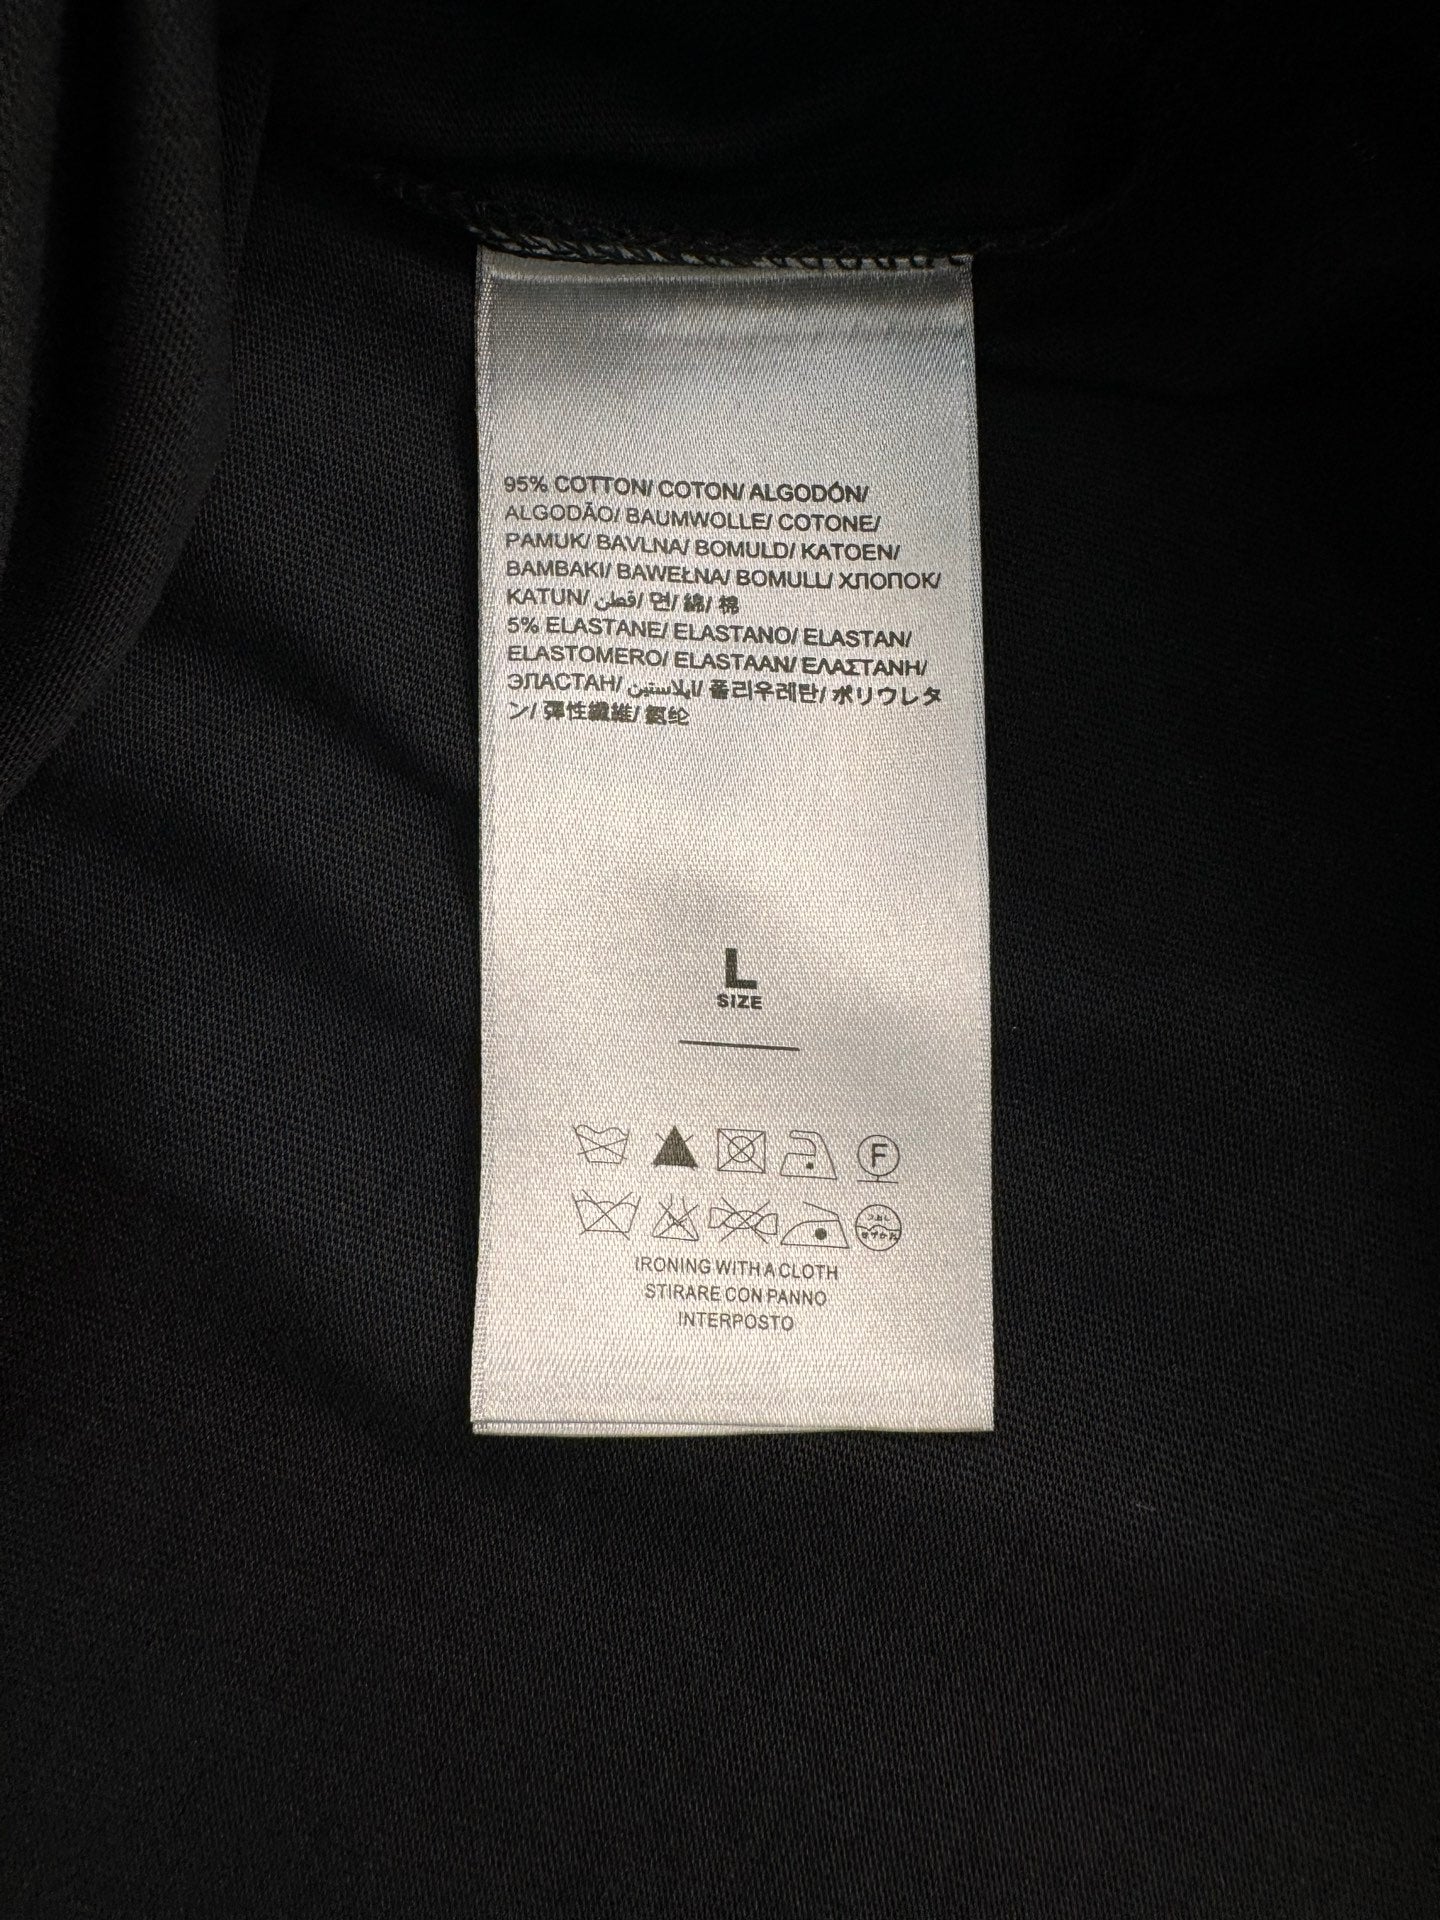 95% COTTON/ COTON/ ALGODÓN/
ALGODÃO/ BAUMWOLLE/ COTONE/
PAMUK/ BAVLNA/ BOMULD/ KATOEN/
BAMBAKI/ BAWEŁNA/ BOMULL/ ХЛОПОК/
KATUN/ قطن/ 면/ 綿/ 棉
5% ELASTANE/ ELASTANO/ ELASTAN/
ELASTOMERO/ ELASTAAN/ ΕΛΑΣΤΑΝΗ/
ЭЛАСТАН/ ايلاستين/ 폴리우레탄/ ポリウレタ
ン/ 彈性纖維/ 氨纶
L
SIZE
F
IRONING WITH A CLOTH
STIRARE CON PANNO
INTERPOSTO